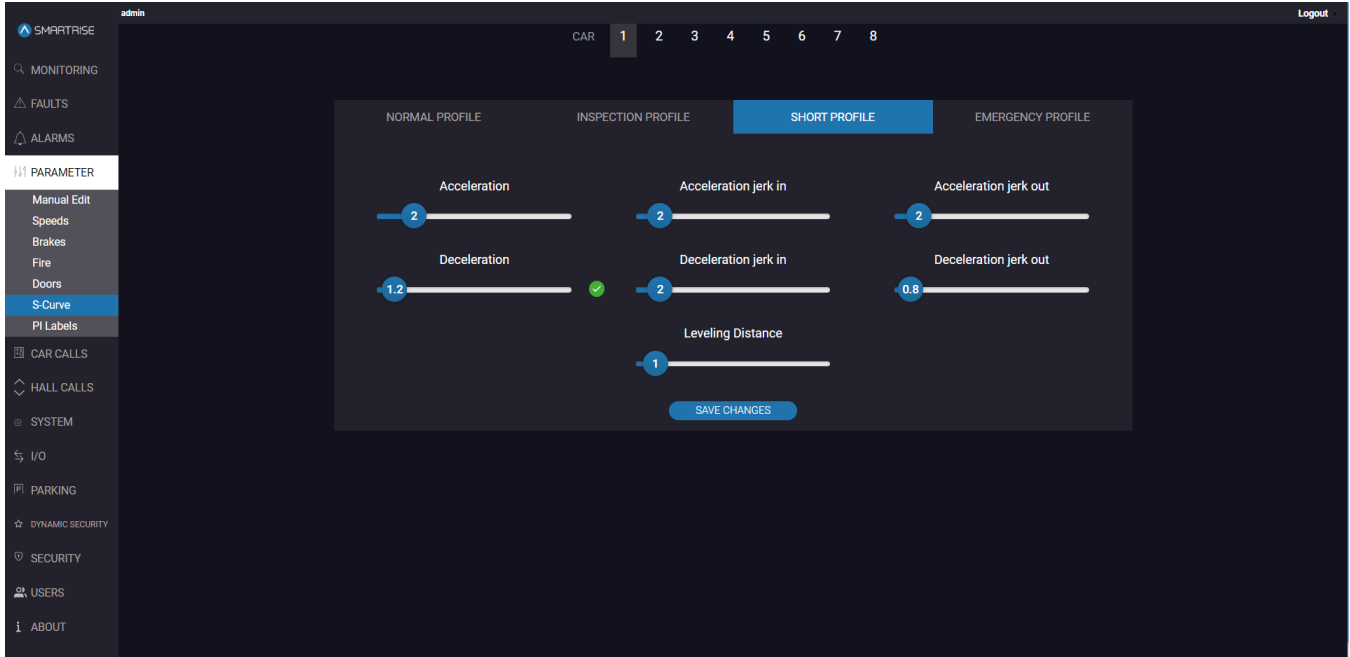 admin
Logout
SMARTRISE
CAR 1 2 3 4 5 6 7 8
MONITORING
FAULTS
ALARMS
PARAMETER
Manual Edit
Speeds
Brakes
Fire
Doors
S-Curve
PI Labels
CAR CALLS
HALL CALLS
SYSTEM
I/O
PARKING
DYNAMIC SECURITY
SECURITY
USERS
ABOUT
NORMAL PROFILE
INSPECTION PROFILE
SHORT PROFILE
EMERGENCY PROFILE
Acceleration
2
Acceleration jerk in
2
Acceleration jerk out
2
Deceleration
1.2
Deceleration jerk in
2
Deceleration jerk out
0.8
Leveling Distance
1
SAVE CHANGES